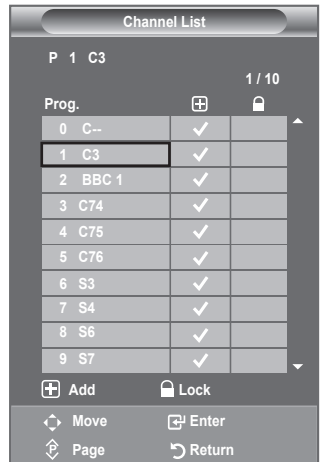 Channel List
P 1 C3
1 / 10
Prog.
0 C--
1 C3
2 BBC 1
3 C74
4 C75
5 C76
6 S3
7 S4
8 S6
9 S7
Add Lock
Move Enter
P Page Return